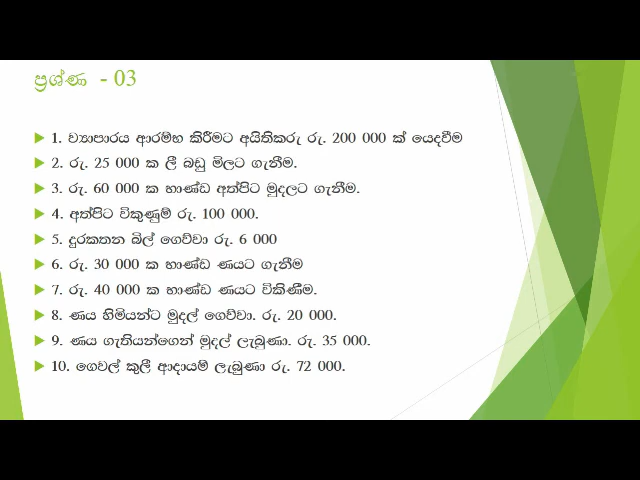 ප්‍රශ්ණ - 03
1. ව්‍යාපාරය ආරම්භ කිරීමට අයිතිකරු රු. 200 000 ක් යෙදවීම
2. රු. 25 000 ක ලී බඩු මිලට ගැනීම.
3. රු. 60 000 ක භාණ්ඩ අත්පිට මුදලට ගැනීම.
4. අත්පිට විකුණුම් රු. 100 000.
5. දුරකතන බිල් ගෙව්වා රු. 6 000
6. රු. 30 000 ක භාණ්ඩ ණයට ගැනීම
7. රු. 40 000 ක භාණ්ඩ ණයට විකිණීම.
8. ණය හිමියන්ට මුදල් ගෙව්වා. රු. 20 000.
9. ණය ගැතියන්ගෙන් මුදල් ලැබුණා. රු. 35 000.
10. ගෙවල් කුලී ආදායම් ලැබුණා රු. 72 000.